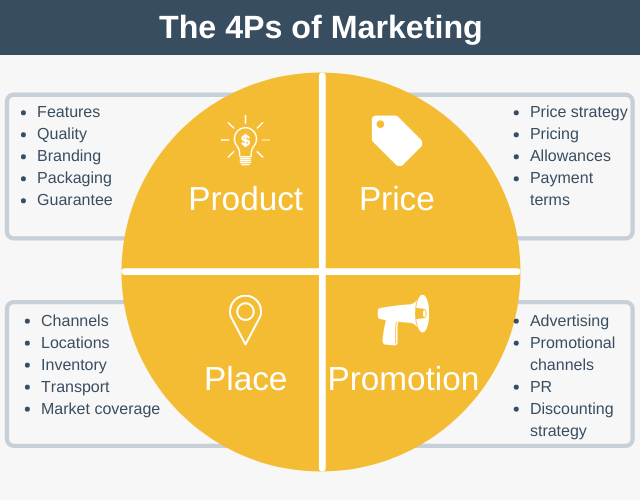 The 4Ps of Marketing
• Features
• Quality
• Branding
• Packaging
• Guarantee
$
Product
Price
• Price strategy
• Pricing
• Allowances
• Payment
terms
• Channels
• Locations
• Inventory
• Transport
• Market coverage
Place
Promotion
• Advertising
• Promotional
channels
• PR
• Discounting
strategy